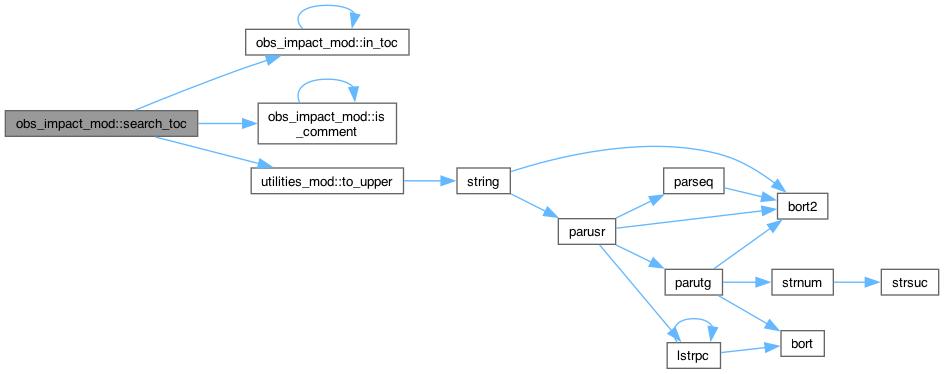 obs_impact_mod::in_toc
obs_impact_mod::search_toc
obs_impact_mod::is
_comment
utilities_mod::to_upper
string
parseq
bort2
parusr
parutg
strnum
strsuc
lstrpc
bort